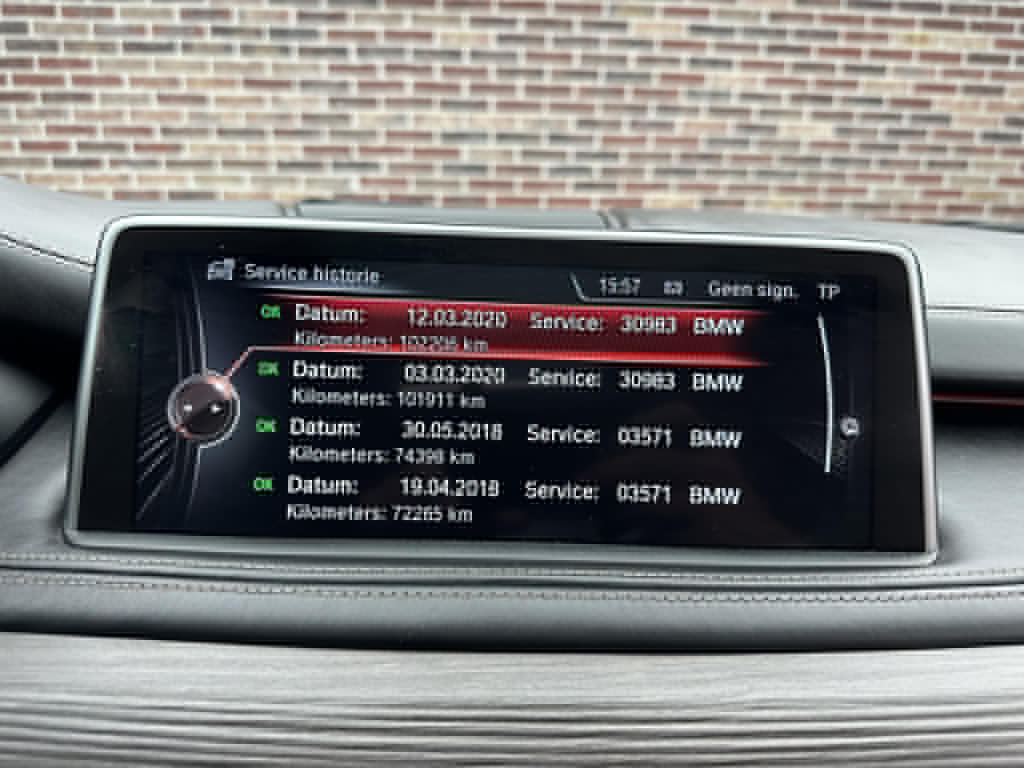 Service historie 15:57 Geen sign. TP
OK Datum: 12.03.2020 Service: 30983 BMW
Kilometers: 102206 km
OK Datum: 03.03.2020 Service: 30983 BMW
Kilometers: 101911 km
OK Datum: 30.05.2018 Service: 03571 BMW
Kilometers: 74398 km
OK Datum: 19.04.2018 Service: 03571 BMW
Kilometers: 72265 km